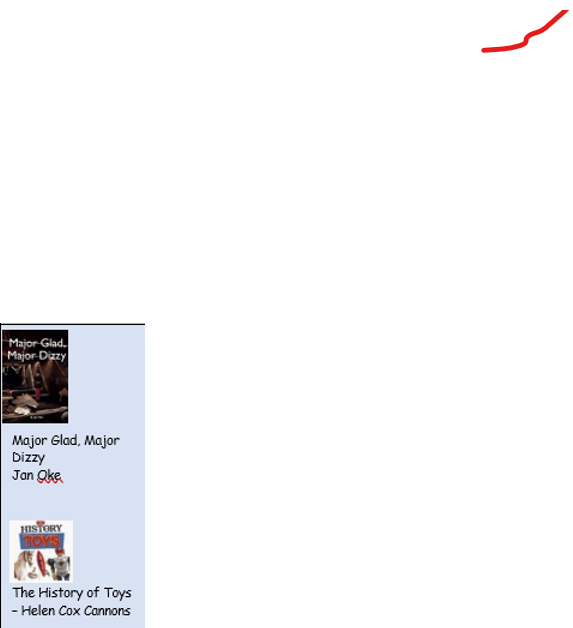 Major Glad,
Major Dizzy
Major Glad, Major
Dizzy
Jan Oke
HISTORY
TOYS
The History of Toys
– Helen Cox Cannons